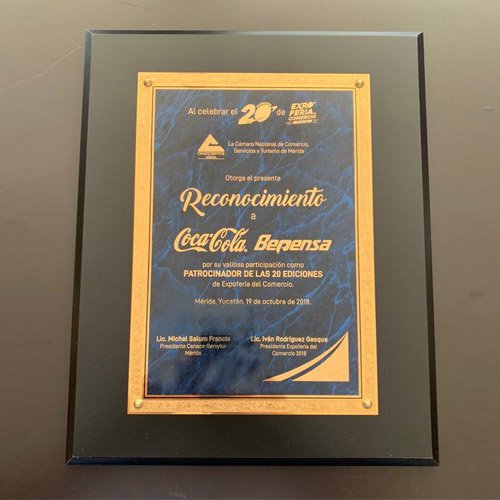 Al celebrar el 20º de EXPO FERIA COMERCIO
La Cámara Nacional de Comercio,
Servicios y Turismo de Mérida
Otorga el presente
Reconocimiento
a
Coca-Cola Bepensa
por su valiosa participación como
PATROCINADOR DE LAS 20 EDICIONES
de Expoferia del Comercio.
Mérida, Yucatán, 19 de octubre de 2018.
Lic. Michel Salum Francis
Presidente Canaco-Servytur
Mérida
Lic. Iván Rodríguez Gasque
Presidente Expoferia del
Comercio 2018